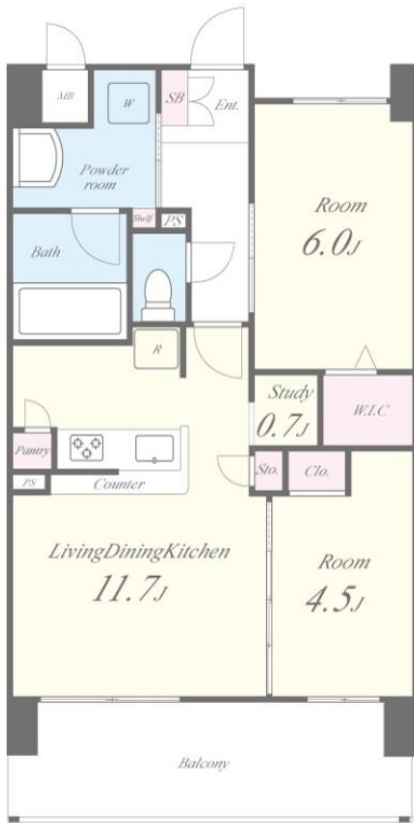 MB
W
SB
Ent.
Powder
room
Shelf
PS
Bath
Room
6.0J
R
Study
0.7J
W.I.C
Pantry
PS
Counter
Sto.
Clo.
LivingDiningKitchen
11.7J
Room
4.5J
Balcony